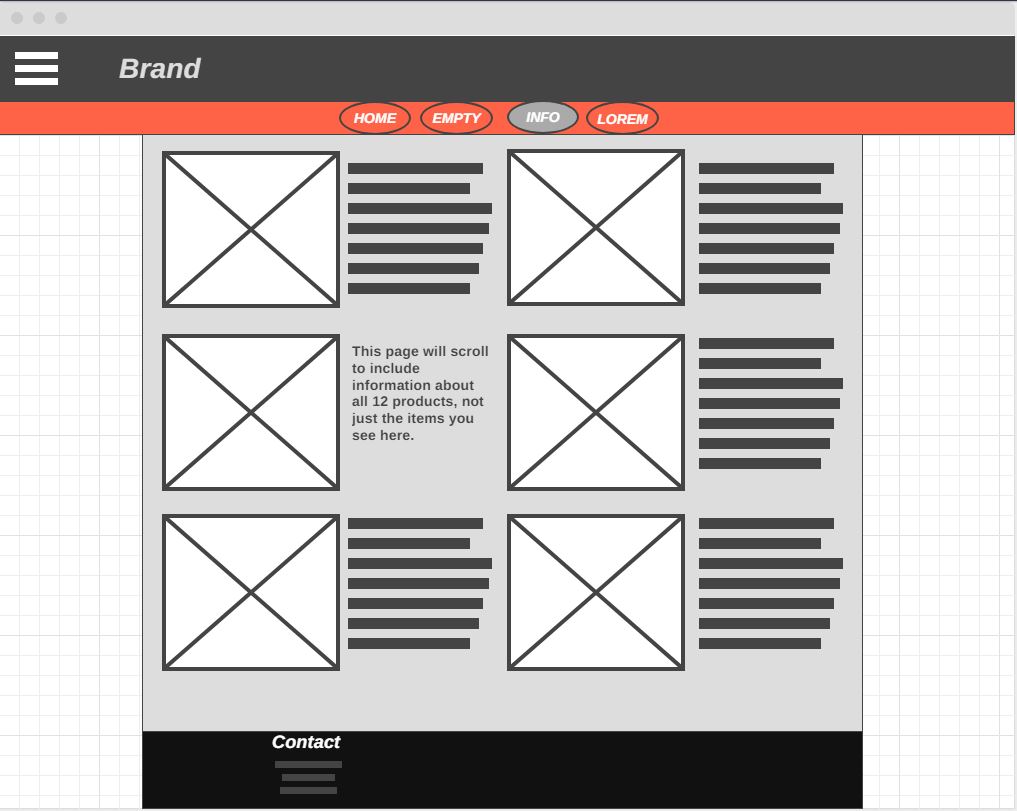 Brand
HOME
EMPTY
INFO
LOREM
This page will scroll
to include
information about
all 12 products, not
just the items you
see here.
Contact